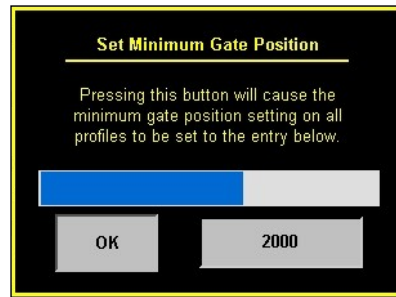 Set Minimum Gate Position
Pressing this button will cause the
minimum gate position setting on all
profiles to be set to the entry below.
OK
2000